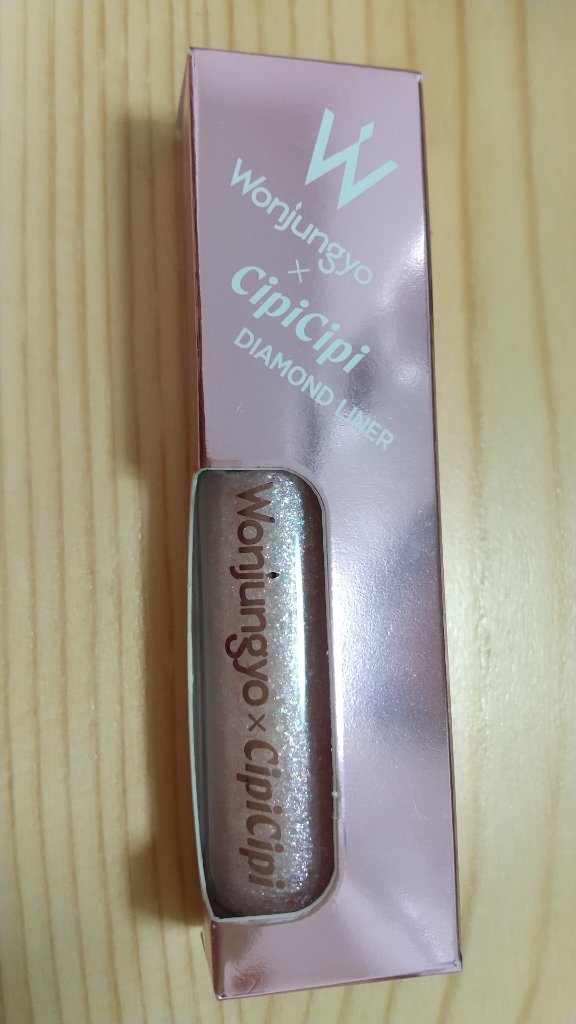 W
Wonjungyo
×
CipiCipi
DIAMOND LINER
Wonjungyo × CipiCipi